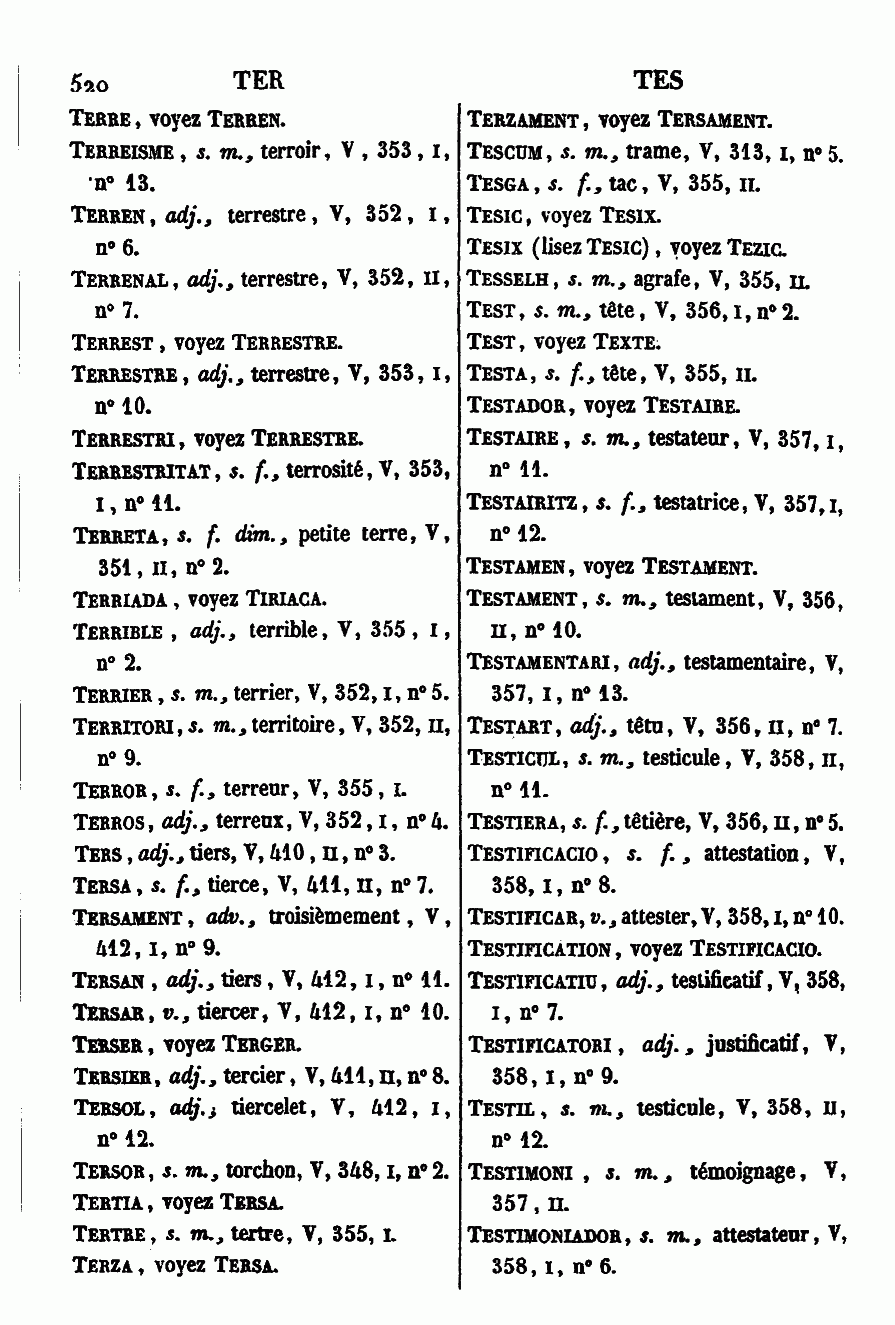 520 TER TES
TERRE, voyez TERREN.
TERREISME, s. m., terroir, V, 353, I,
n° 13.
TERREN, adj., terrestre, V, 352, I,
n° 6.
TERRENAL, adj., terrestre, V, 352, II,
n° 7.
TERREST, voyez TERRESTRE.
TERRESTRE, adj., terrestre, V, 353, I,
n° 10.
TERRESTRI, voyez TERRESTRE.
TERRESTRITAT, s. f., terrosité, V, 353,
I, n° 11.
TERRETA, s. f. dim., petite terre, V,
351, II, n° 2.
TERRIADA, voyez TIRIACA.
TERRIBLE, adj., terrible, V, 355, I,
n° 2.
TERRIER, s. m., terrier, V, 352, I, n° 5.
TERRITORI, s. m., territoire, V, 352, II,
n° 9.
TERROR, s. f., terreur, V, 355, I.
TERROS, adj., terreux, V, 352, I, n° 4.
TERS, adj., tiers, V, 410, II, n° 3.
TERSA, s. f., tierce, V, 411, II, n° 7.
TERSAMENT, adv., troisièmement, V,
412, I, n° 9.
TERSAN, adj., tiers, V, 412, I, n° 11.
TERSAR, v., tiercer, V, 412, I, n° 10.
TERSER, voyez TERGER.
TERSIER, adj., tercier, V, 411, II, n° 8.
TERSOL, adj., tiercelet, V, 412, I,
n° 12.
TERSOR, s. m., torchon, V, 348, I, n° 2.
TERTIA, voyez TERSA.
TERTRE, s. m., tertre, V, 355, I.
TERZA, voyez TERSA.
TERZAMENT, voyez TERSAMENT.
TESCUM, s. m., trame, V, 313, I, n° 5.
TESGA, s. f., tac, V, 355, II.
TESIC, voyez TESIX.
TESIX (lisez TESIC), voyez TEZIC.
TESSELH, s. m., agrafe, V, 355, II.
TEST, s. m., tête, V, 356, I, n° 2.
TEST, voyez TEXTE.
TESTA, s. f., tête, V, 355, II.
TESTADOR, voyez TESTAIRE.
TESTAIRE, s. m., testateur, V, 357, I,
n° 11.
TESTAIRITZ, s. f., testatrice, V, 357, I,
n° 12.
TESTAMEN, voyez TESTAMENT.
TESTAMENT, s. m., testament, V, 356,
II, n° 10.
TESTAMENTARI, adj., testamentaire, V,
357, I, n° 13.
TESTART, adj., têtu, V, 356, II, n° 7.
TESTICUL, s. m., testicule, V, 358, II,
n° 11.
TESTIERA, s. f., têtière, V, 356, II, n° 5.
TESTIFICACIO, s. f., attestation, V,
358, I, n° 8.
TESTIFICAR, v., attester, V, 358, I, n° 10.
TESTIFICATION, voyez TESTIFICACIO.
TESTIFICATIU, adj., testificatif, V, 358,
I, n° 7.
TESTIFICATORI, adj., justificatif, V,
358, I, n° 9.
TESTIL, s. m., testicule, V, 358, II,
n° 12.
TESTIMONI, s. m., témoignage, V,
357, II.
TESTIMONIADOR, s. m., attestateur, V,
358, I, n° 6.